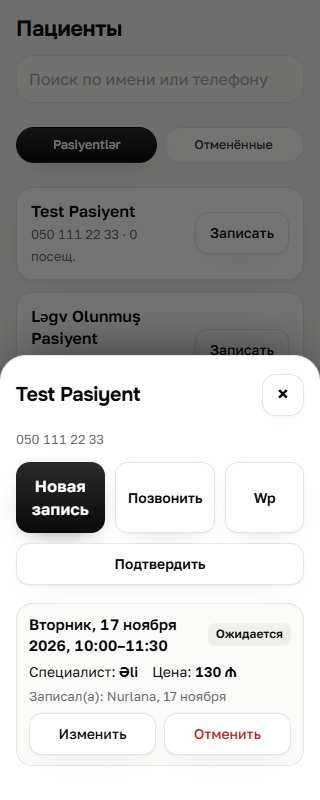 Пациенты
Поиск по имени или телефону
Pasiyentlər
Отменённые
Test Pasiyent
050 111 22 33 · 0
посещ.
Записать
Ləgv Olunmuş
Pasiyent
Записать
Test Pasiyent
×
050 111 22 33
Новая
запись
Позвонить
Wp
Подтвердить
Вторник, 17 ноября
2026, 10:00–11:30
Ожидается
Специалист: Əli Цена: 130 ₼
Записал(а): Nurlana, 17 ноября
Изменить
Отменить